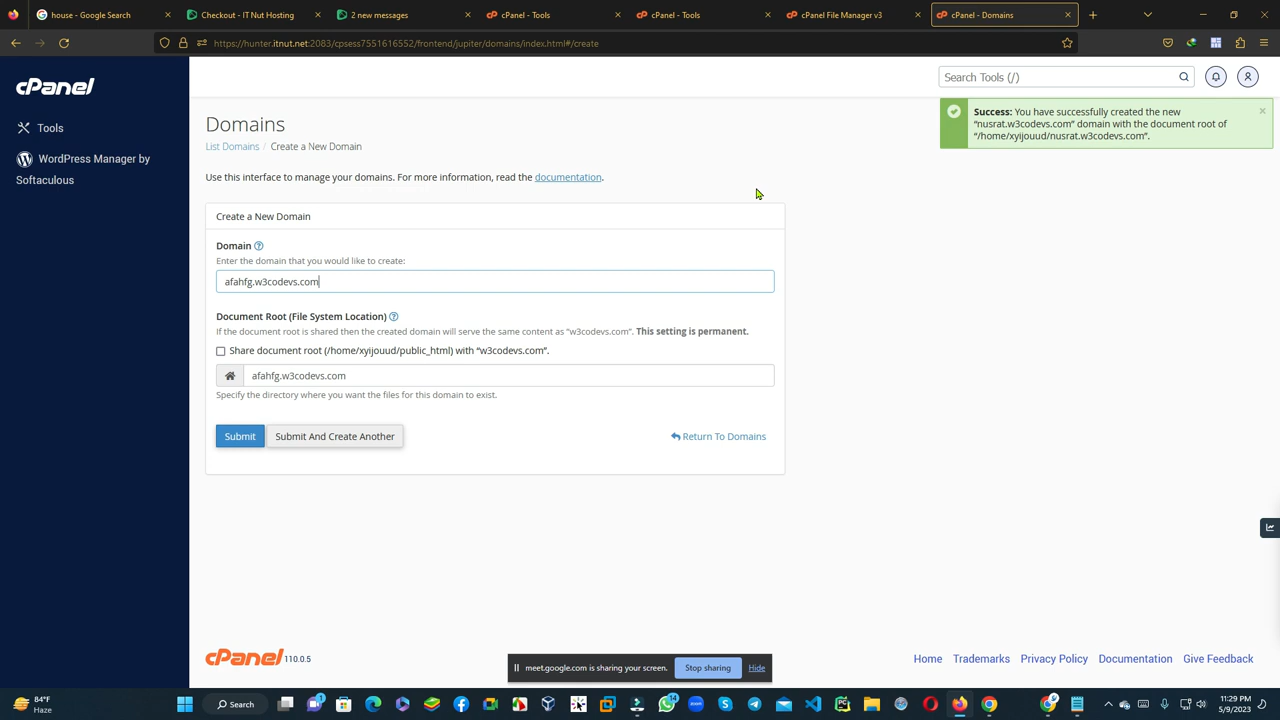 house - Google Search
Checkout - IT Nut Hosting
2 new messages
cPanel - Tools
cPanel - Tools
cPanel File Manager v3
cPanel - Domains
https://hunter.itnut.net:2083/cpsess7551616552/frontend/jupiter/domains/index.html#/create
cPanel
Search Tools (/)
Tools
WordPress Manager by
Softaculous
Success: You have successfully created the new
“nusrat.w3codevs.com” domain with the document root of
“/home/xyijouud/nusrat.w3codevs.com”.
Domains
List Domains / Create a New Domain
Use this interface to manage your domains. For more information, read the documentation.
Create a New Domain
Domain
Enter the domain that you would like to create:
afahfg.w3codevs.com
Document Root (File System Location)
If the document root is shared then the created domain will serve the same content as “w3codevs.com”. This setting is permanent.
Share document root (/home/xyijouud/public_html) with “w3codevs.com”.
afahfg.w3codevs.com
Specify the directory where you want the files for this domain to exist.
Submit
Submit And Create Another
Return To Domains
cPanel 110.0.5
Home
Trademarks
Privacy Policy
Documentation
Give Feedback
meet.google.com is sharing your screen.
Stop sharing
Hide
84°F
Haze
Search
1
14
11:29 PM
5/9/2023